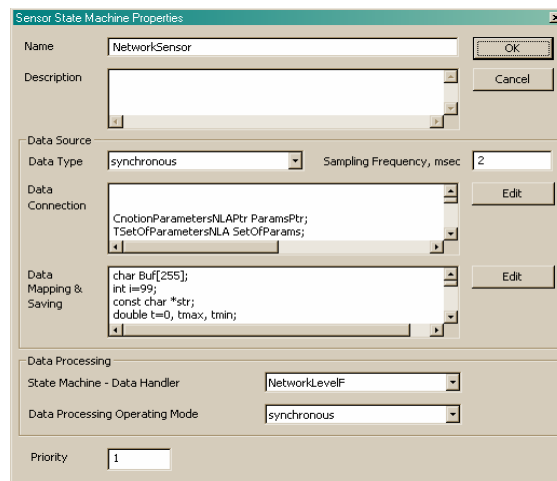 Sensor State Machine Properties
Name
NetworkSensor
OK
Description
Cancel
Data Source
Data Type
synchronous
Sampling Frequency, msec
2
Data
Connection
CnotionParametersNLAPtr ParamsPtr;
TSetOfParametersNLA SetOfParams;
Edit
Data
Mapping &
Saving
char Buf[255];
int i=99;
const char *str;
double t=0, tmax, tmin;
Edit
Data Processing
State Machine - Data Handler
NetworkLevelF
Data Processing Operating Mode
synchronous
Priority
1